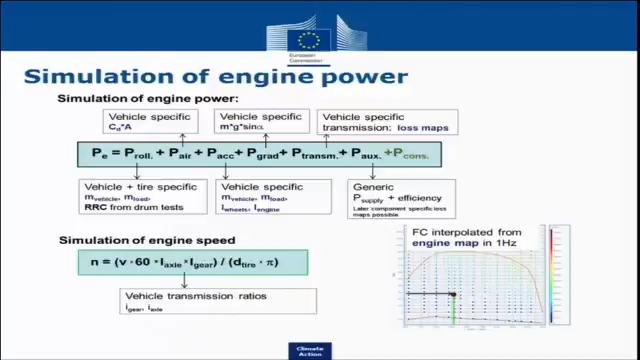 European
Commission
Simulation of engine power
Simulation of engine power:
Vehicle specific
Cd*A
Vehicle specific
m*g*sinα
Vehicle specific
transmission: loss maps
Pe = Proll. + Pair + Pacc + Pgrad + Ptransm. + Paux. +Pcons.
Vehicle + tire specific
mvehicle, mload,
RRC from drum tests
Vehicle specific
mvehicle, mload,
Iwheels, Iengine
Generic
Psupply + efficiency
Later component specific loss
maps possible
Simulation of engine speed
n = (v * 60 * Iaxle * Igear) / (dtire * π)
Vehicle transmission ratios
igear, iaxle
FC interpolated from
engine map in 1Hz
Climate
Action